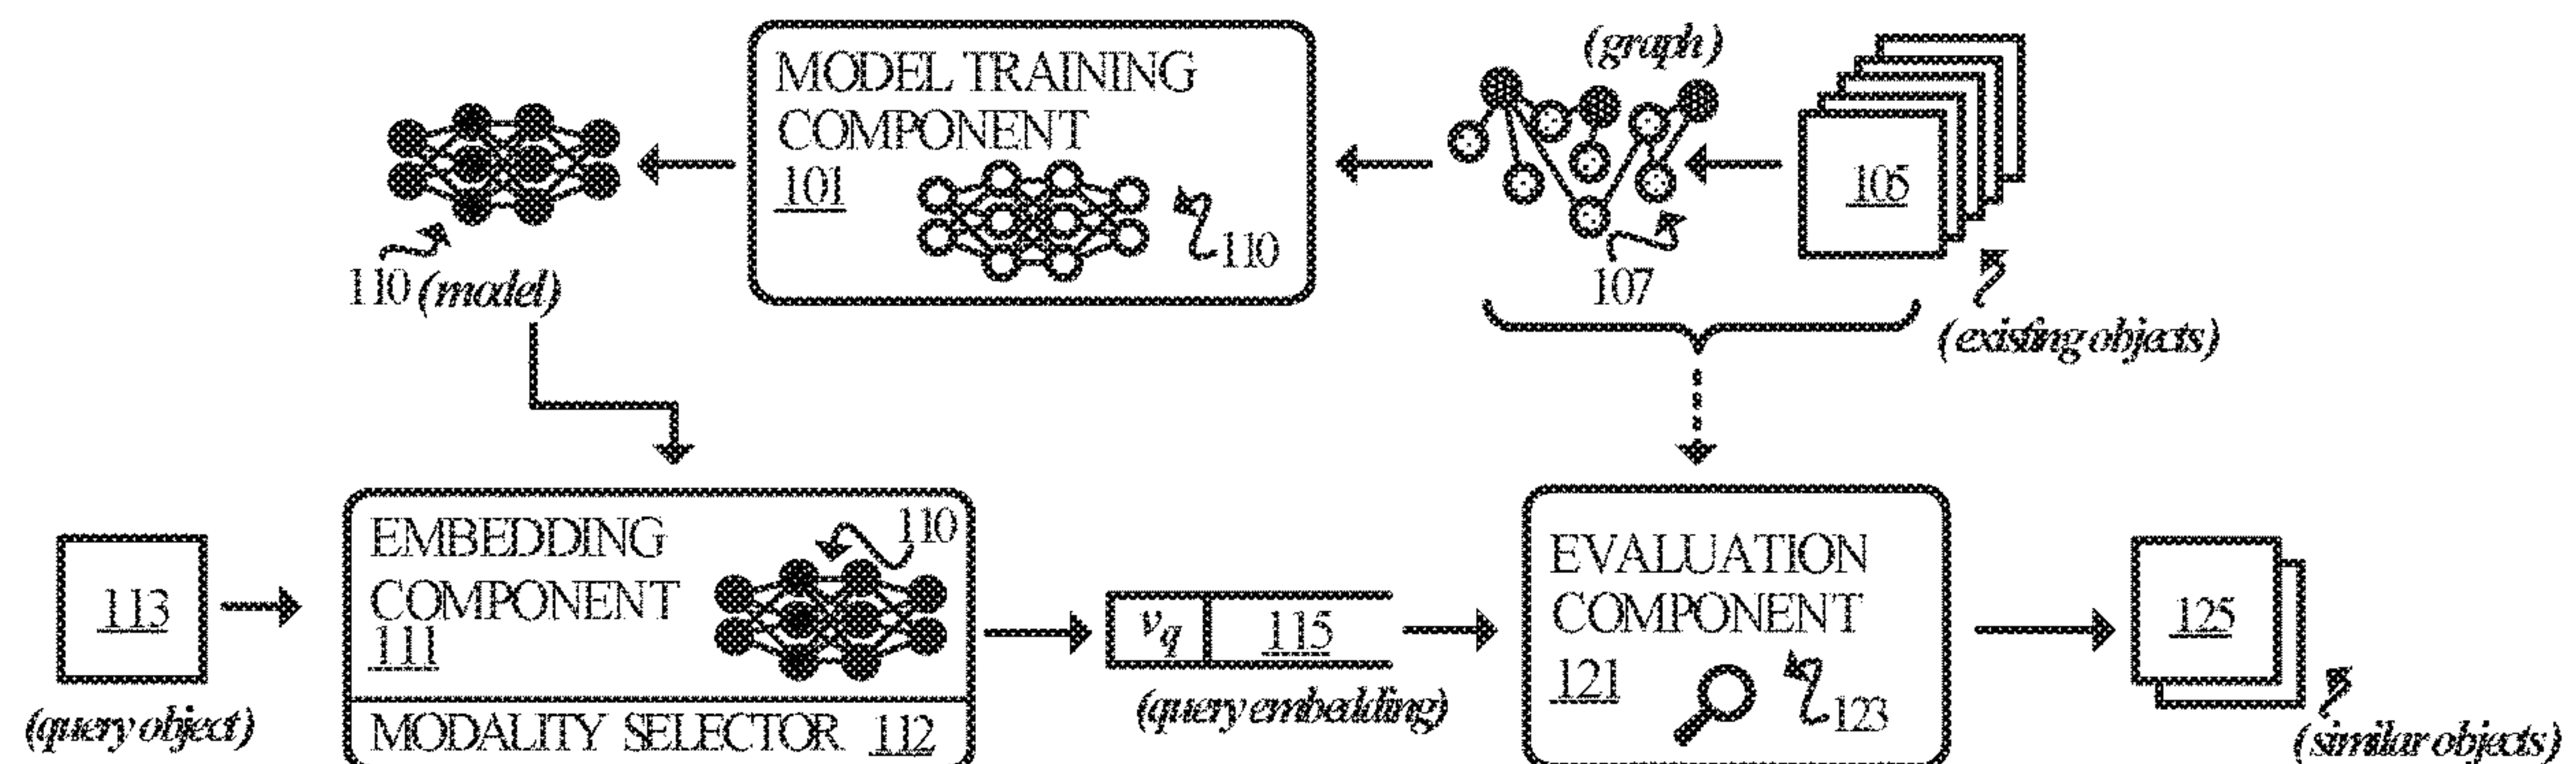 MODEL TRAINING
COMPONENT
101
110
110 (model)
(graph)
107
105
(existing objects)
113
(query object)
EMBEDDING
COMPONENT
111
110
MODALITY SELECTOR 112
vq 115
(query embedding)
EVALUATION
COMPONENT
121
123
125
(similar objects)